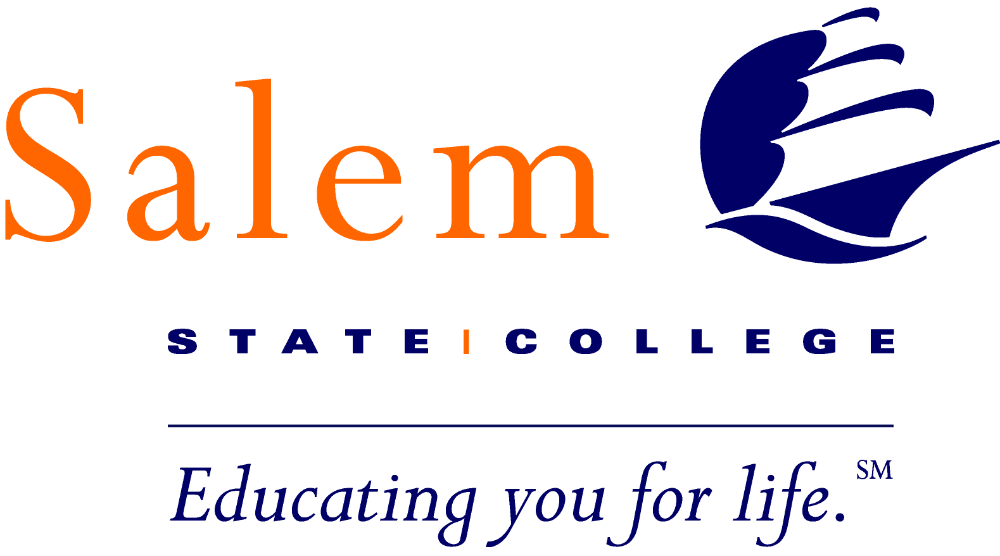 Salem
STATE | COLLEGE
Educating you for life. SM